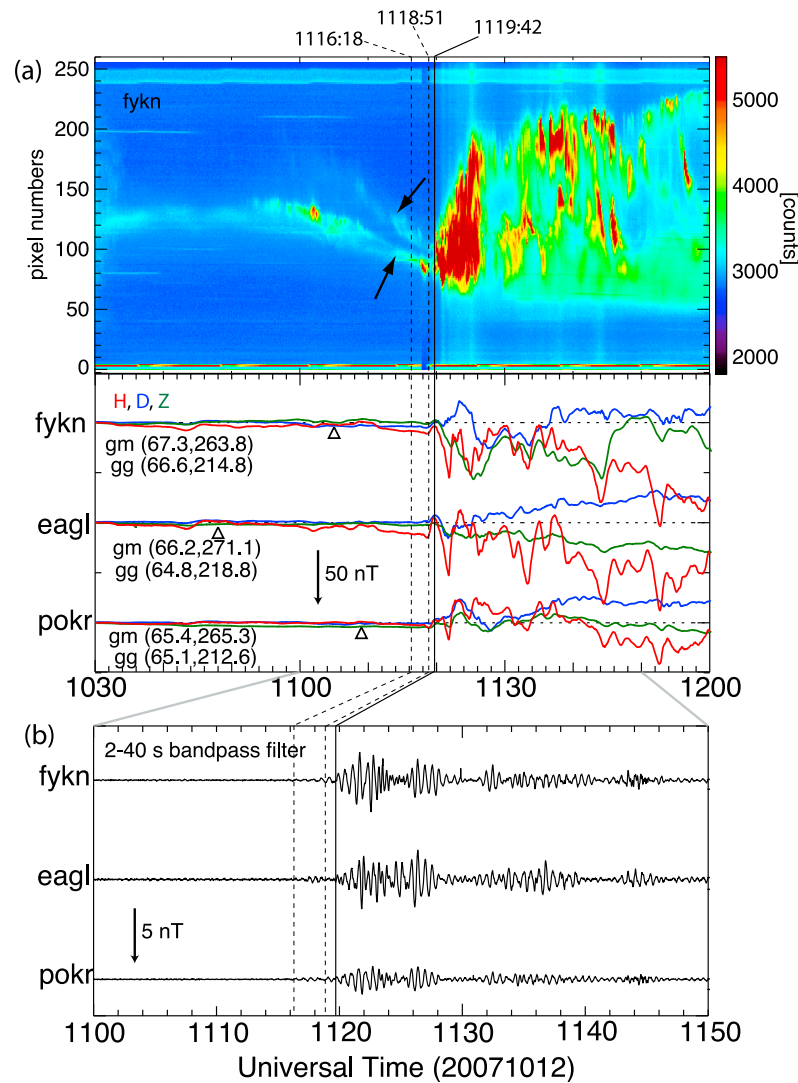 1118:51
1116:18
1119:42
(a)
250
200
150
100
50
0
pixel numbers
fykn
5000
4000
3000
2000
[counts]
H, D, Z
fykn
gm (67.3,263.8)
gg (66.6,214.8)
eagl
gm (66.2,271.1)
gg (64.8,218.8)
50 nT
pokr
gm (65.4,265.3)
gg (65.1,212.6)
1030 1100 1130 1200
(b)
2-40 s bandpass filter
fykn
eagl
5 nT
pokr
1100 1110 1120 1130 1140 1150
Universal Time (20071012)